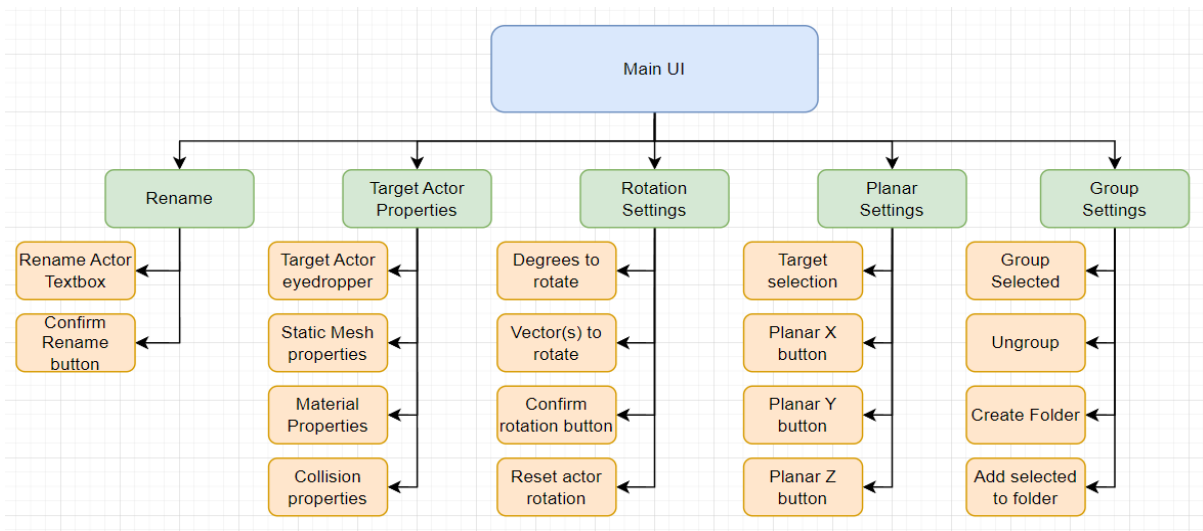 Main UI
Rename
Target Actor
Properties
Rotation
Settings
Planar
Settings
Group
Settings
Rename Actor
Textbox
Confirm
Rename
button
Target Actor
eyedropper
Static Mesh
properties
Material
Properties
Collision
properties
Degrees to
rotate
Vector(s) to
rotate
Confirm
rotation button
Reset actor
rotation
Target
selection
Planar X
button
Planar Y
button
Planar Z
button
Group
Selected
Ungroup
Create Folder
Add selected
to folder